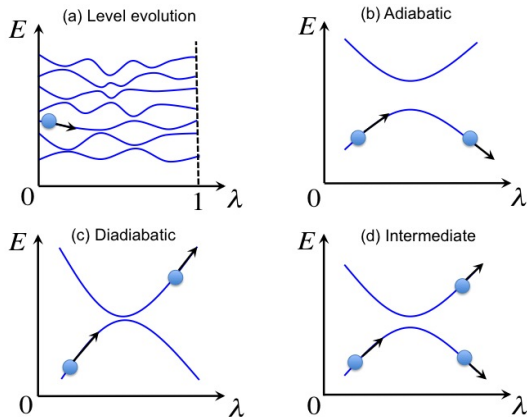 (a) Level evolution
E
0
1
λ
(b) Adiabatic
E
0
λ
(c) Diadiabatic
E
0
λ
(d) Intermediate
E
0
λ